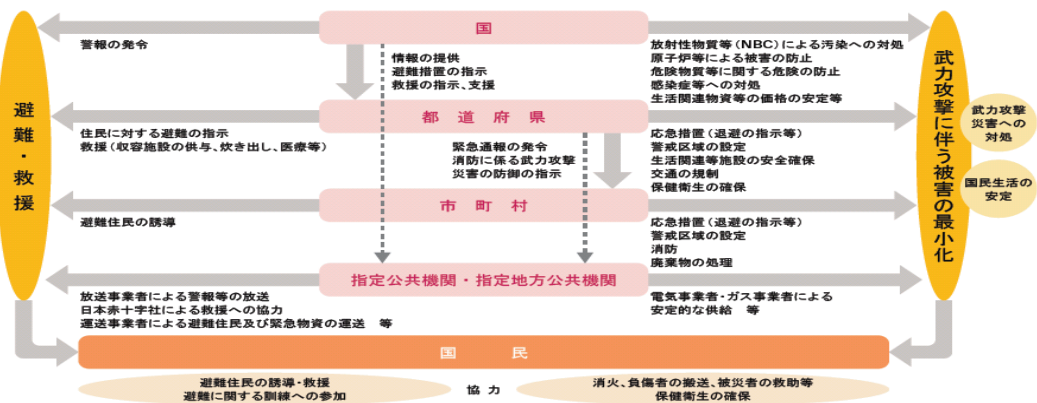 国
警報の発令
情報の提供
避難措置の指示
救援の指示、支援
放射性物質等(NBC)による汚染への対処
原子炉等による被害の防止
危険物質等に関する危険の防止
感染症等への対処
生活関連物資等の価格の安定等
避難・救援
武力攻撃に伴う被害の最小化
武力攻撃
災害への
対処
国民生活の
安定
都道府県
住民に対する避難の指示
救援(収容施設の供与、炊き出し、医療等)
緊急通報の発令
消防に係る武力攻撃
災害の防御の指示
応急措置(退避の指示等)
警戒区域の設定
生活関連等施設の安全確保
交通の規制
保健衛生の確保
市町村
避難住民の誘導
応急措置(退避の指示等)
警戒区域の設定
消防
廃棄物の処理
指定公共機関・指定地方公共機関
放送事業者による警報等の放送
日本赤十字社による救援への協力
運送事業者による避難住民及び緊急物資の運送 等
電気事業者・ガス事業者による
安定的な供給 等
国民
避難住民の誘導・救援
避難に関する訓練への参加
協力
消火、負傷者の搬送、被災者の救助等
保健衛生の確保